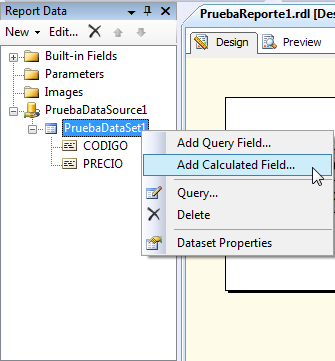 Report Data
New Edit...
Built-in Fields
Parameters
Images
PruebaDataSource1
PruebaDataSet1
CODIGO
PRECIO
PruebaReporte1.rdl [Des
Design Preview
Add Query Field...
Add Calculated Field...
Query...
Delete
Dataset Properties